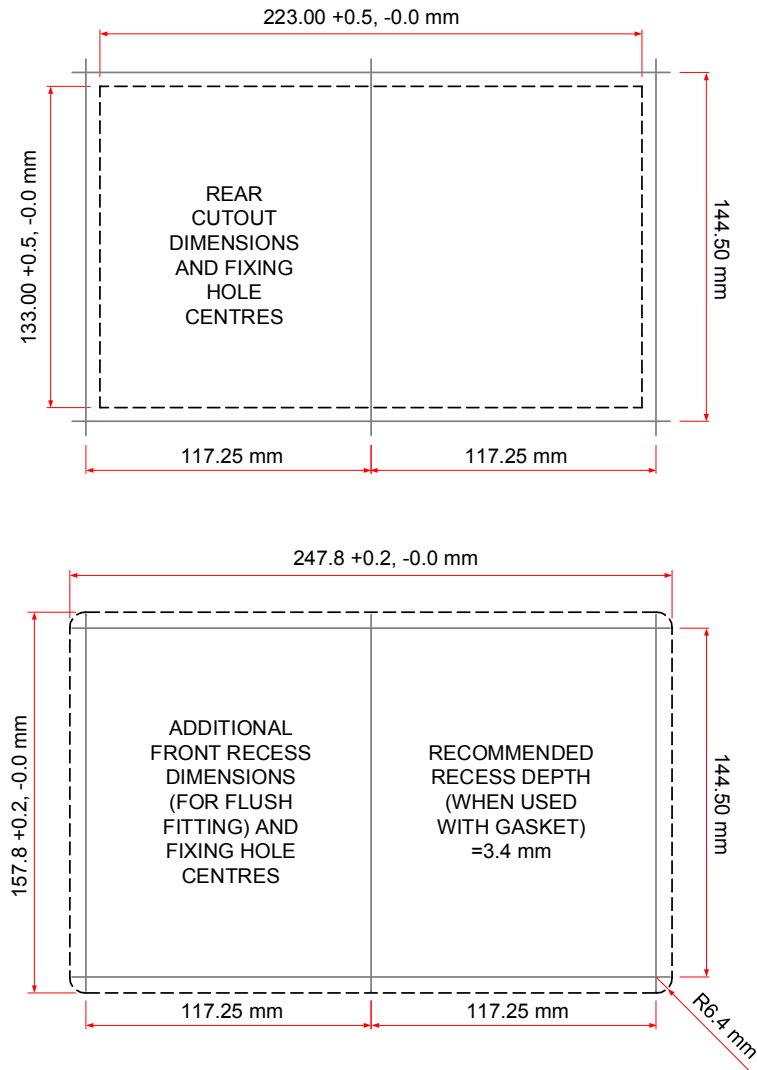 223.00 +0.5, -0.0 mm
133.00 +0.5, -0.0 mm
REAR
CUTOUT
DIMENSIONS
AND FIXING
HOLE
CENTRES
144.50 mm
117.25 mm
117.25 mm
247.8 +0.2, -0.0 mm
157.8 +0.2, -0.0 mm
ADDITIONAL
FRONT RECESS
DIMENSIONS
(FOR FLUSH
FITTING) AND
FIXING HOLE
CENTRES
RECOMMENDED
RECESS DEPTH
(WHEN USED
WITH GASKET)
=3.4 mm
144.50 mm
117.25 mm
117.25 mm
R6.4 mm